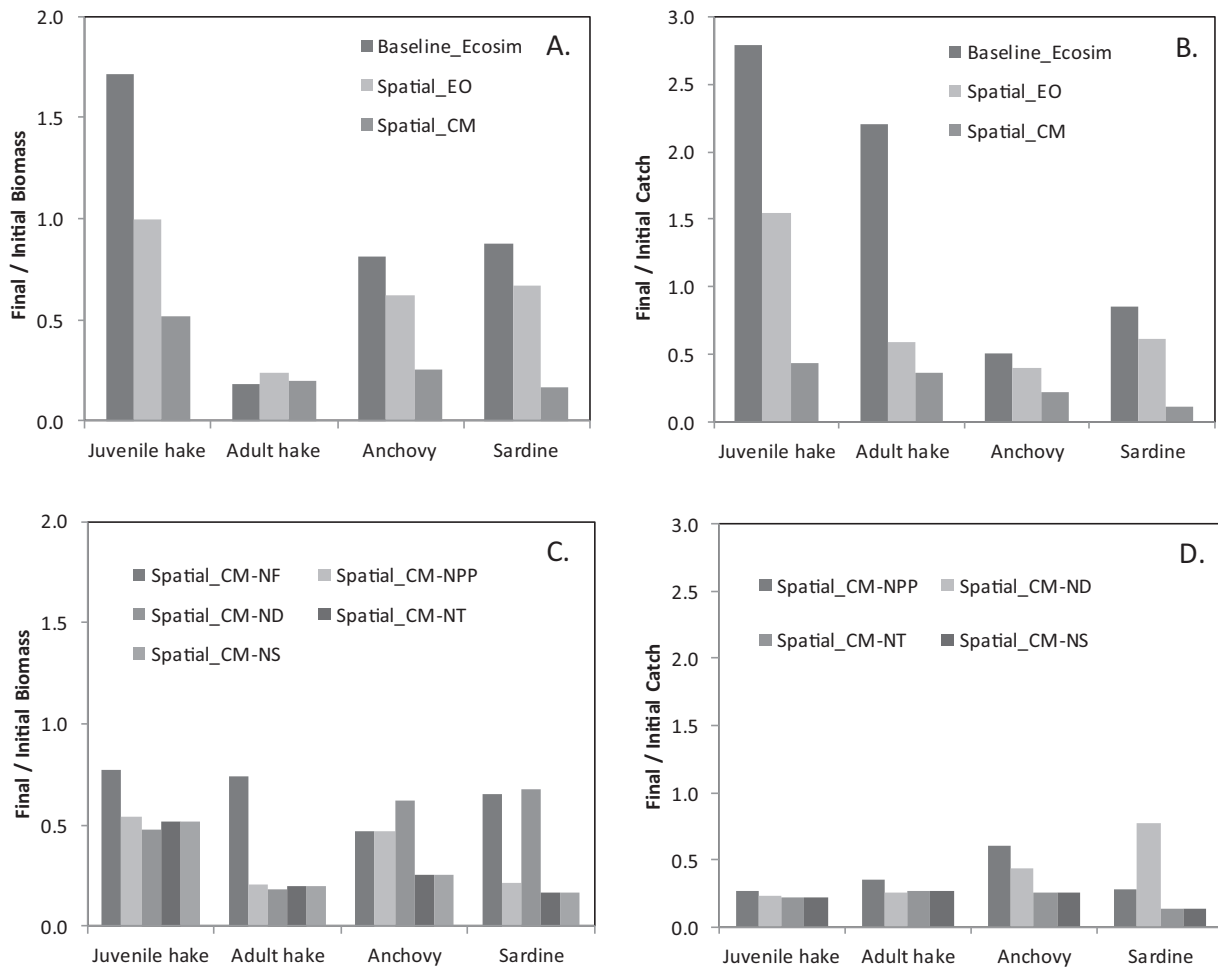 A.
Final / Initial Biomass
2.0
1.5
1.0
0.5
0.0
Baseline_Ecosim
Spatial_EO
Spatial_CM
Juvenile hake Adult hake Anchovy Sardine
B.
Final / Initial Catch
3.0
2.5
2.0
1.5
1.0
0.5
0.0
Baseline_Ecosim
Spatial_EO
Spatial_CM
Juvenile hake Adult hake Anchovy Sardine
C.
Final / Initial Biomass
2.0
1.5
1.0
0.5
0.0
Spatial_CM-NF Spatial_CM-NPP
Spatial_CM-ND Spatial_CM-NT
Spatial_CM-NS
Juvenile hake Adult hake Anchovy Sardine
D.
Final / Initial Catch
3.0
2.5
2.0
1.5
1.0
0.5
0.0
Spatial_CM-NPP Spatial_CM-ND
Spatial_CM-NT Spatial_CM-NS
Juvenile hake Adult hake Anchovy Sardine